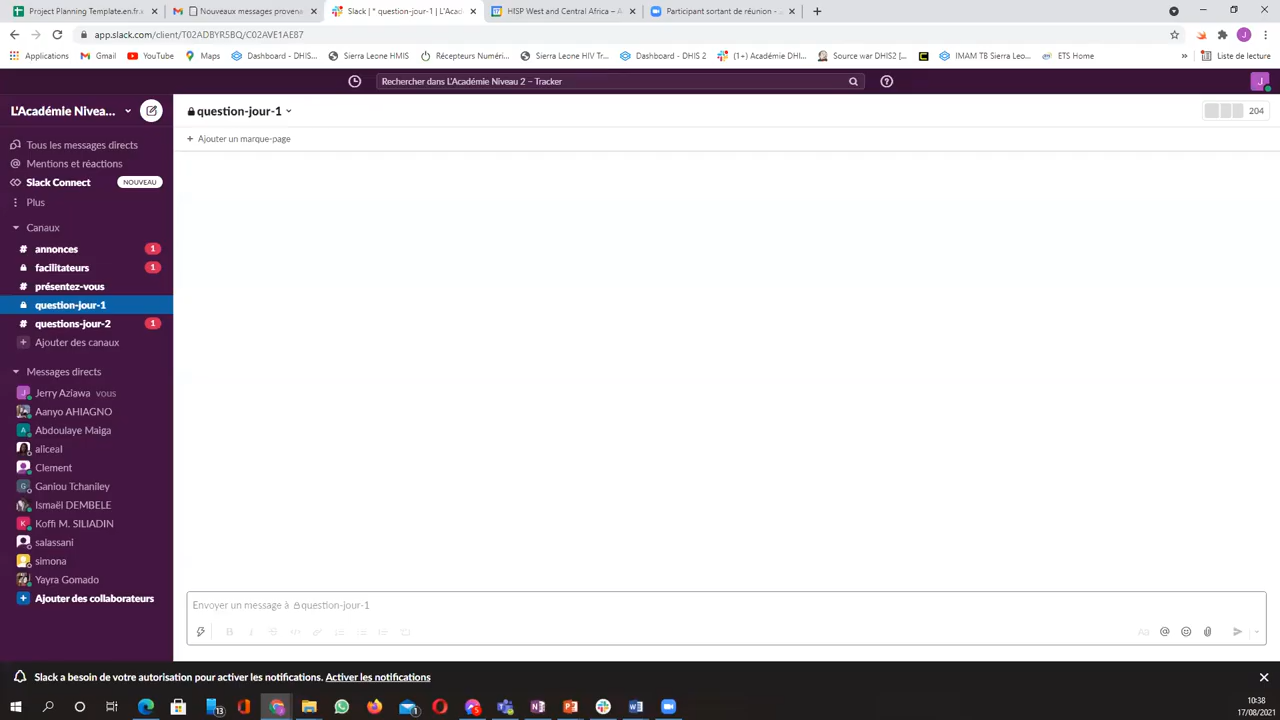 Project Planning Template.en.fr.x
Nouveaux messages provena
Slack | * question-jour-1 | L'Acad
HISP West and Central Africa – A
Participant sortant de réunion -
app.slack.com/client/T02ADBYR5BQ/C02AVE1AE87
Applications
Gmail
YouTube
Maps
Dashboard - DHIS...
Sierra Leone HMIS
Récepteurs Numéri...
Sierra Leone HIV Tr...
Dashboard - DHIS 2
(1+) Académie DHI...
Source war DHIS2 [...
IMAM TB Sierra Leo...
ETS Home
»
Liste de lecture
Rechercher dans L'Académie Niveau 2 – Tracker
J
L'Académie Nivea...
question-jour-1
204
+ Ajouter un marque-page
Tous les messages directs
@ Mentions et réactions
Slack Connect NOUVEAU
Plus
Canaux
# annonces 1
facilitateurs 1
# présentez-vous
question-jour-1
# questions-jour-2 1
+ Ajouter des canaux
Messages directs
Jerry Aziawa vous
Aanyo AHIAGNO
Abdoulaye Maiga
aliceal
Clement
G Ganiou Tchaniley
Ismaël DEMBELE
K Koffi M. SILIADIN
salassani
simona
Yayra Gomado
+ Ajouter des collaborateurs
Envoyer un message à question-jour-1
B I S Aa @
Slack a besoin de votre autorisation pour activer les notifications. Activer les notifications
13
1
10:38
17/08/2021